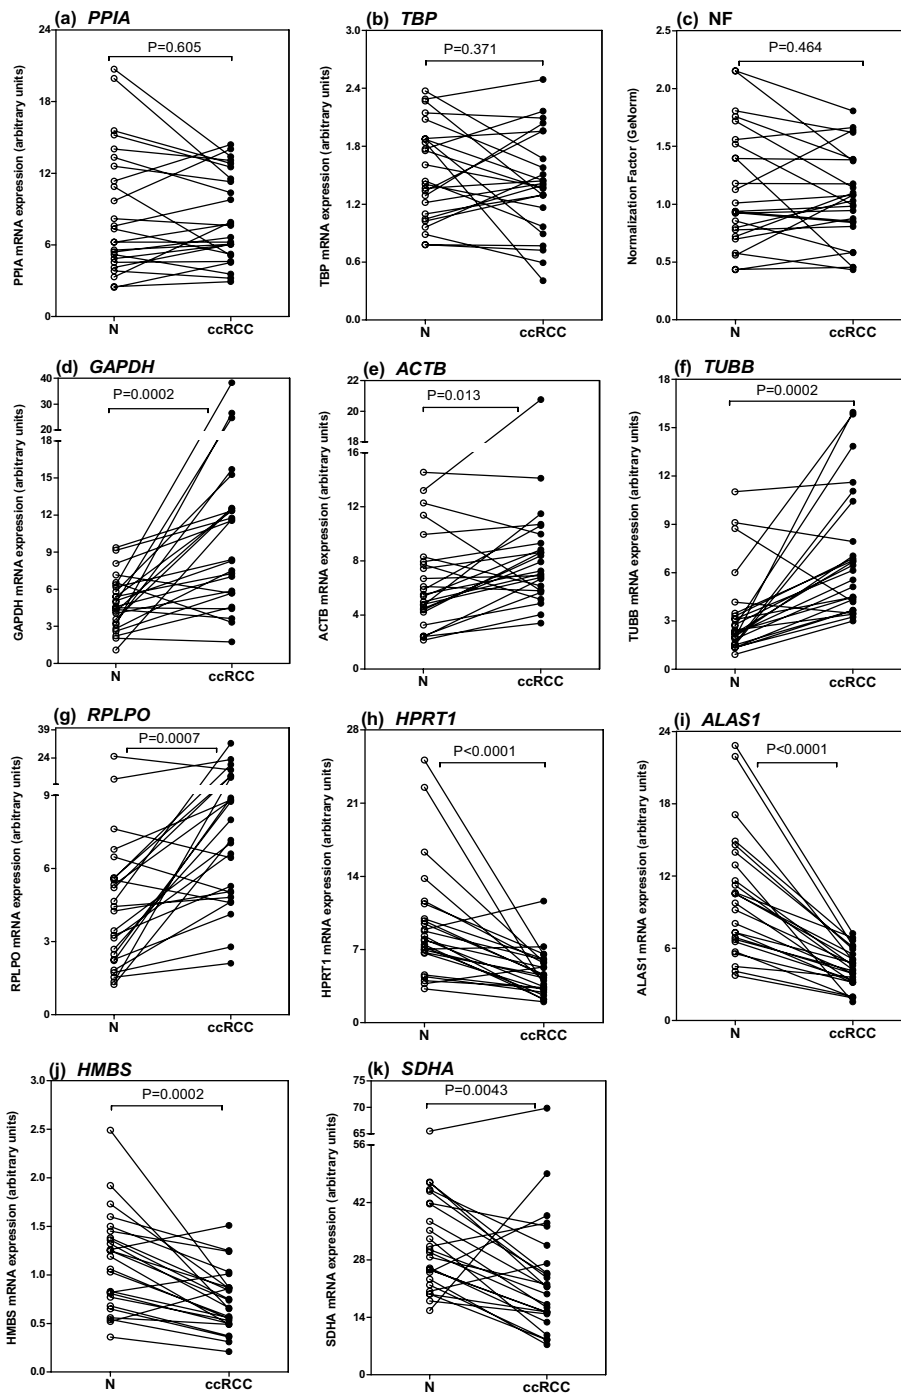 (a) PPIA
P=0.605
PPIA mRNA expression (arbitrary units)
24
18
12
6
0
N ccRCC
(b) TBP
P=0.371
TBP mRNA expression (arbitrary units)
3.0
2.4
1.8
1.2
0.6
0.0
N ccRCC
(c) NF
P=0.464
Normalization Factor (GeNorm)
2.5
2.0
1.5
1.0
0.5
0.0
N ccRCC
(d) GAPDH
P=0.0002
GAPDH mRNA expression (arbitrary units)
40
30
20
15
12
9
6
3
0
N ccRCC
(e) ACTB
P=0.013
ACTB mRNA expression (arbitrary units)
22
20
18
16
12
8
4
0
N ccRCC
(f) TUBB
P=0.0002
TUBB mRNA expression (arbitrary units)
18
15
12
9
6
3
0
N ccRCC
(g) RPLPO
P=0.0007
RPLPO mRNA expression (arbitrary units)
39
24
9
6
3
0
N ccRCC
(h) HPRT1
P<0.0001
HPRT1 mRNA expression (arbitrary units)
28
21
14
7
0
N ccRCC
(i) ALAS1
P<0.0001
ALAS1 mRNA expression (arbitrary units)
24
18
12
6
0
N ccRCC
(j) HMBS
P=0.0002
HMBS mRNA expression (arbitrary units)
3.0
2.5
2.0
1.5
1.0
0.5
0.0
N ccRCC
(k) SDHA
P=0.0043
SDHA mRNA expression (arbitrary units)
75
70
65
56
42
28
14
0
N ccRCC